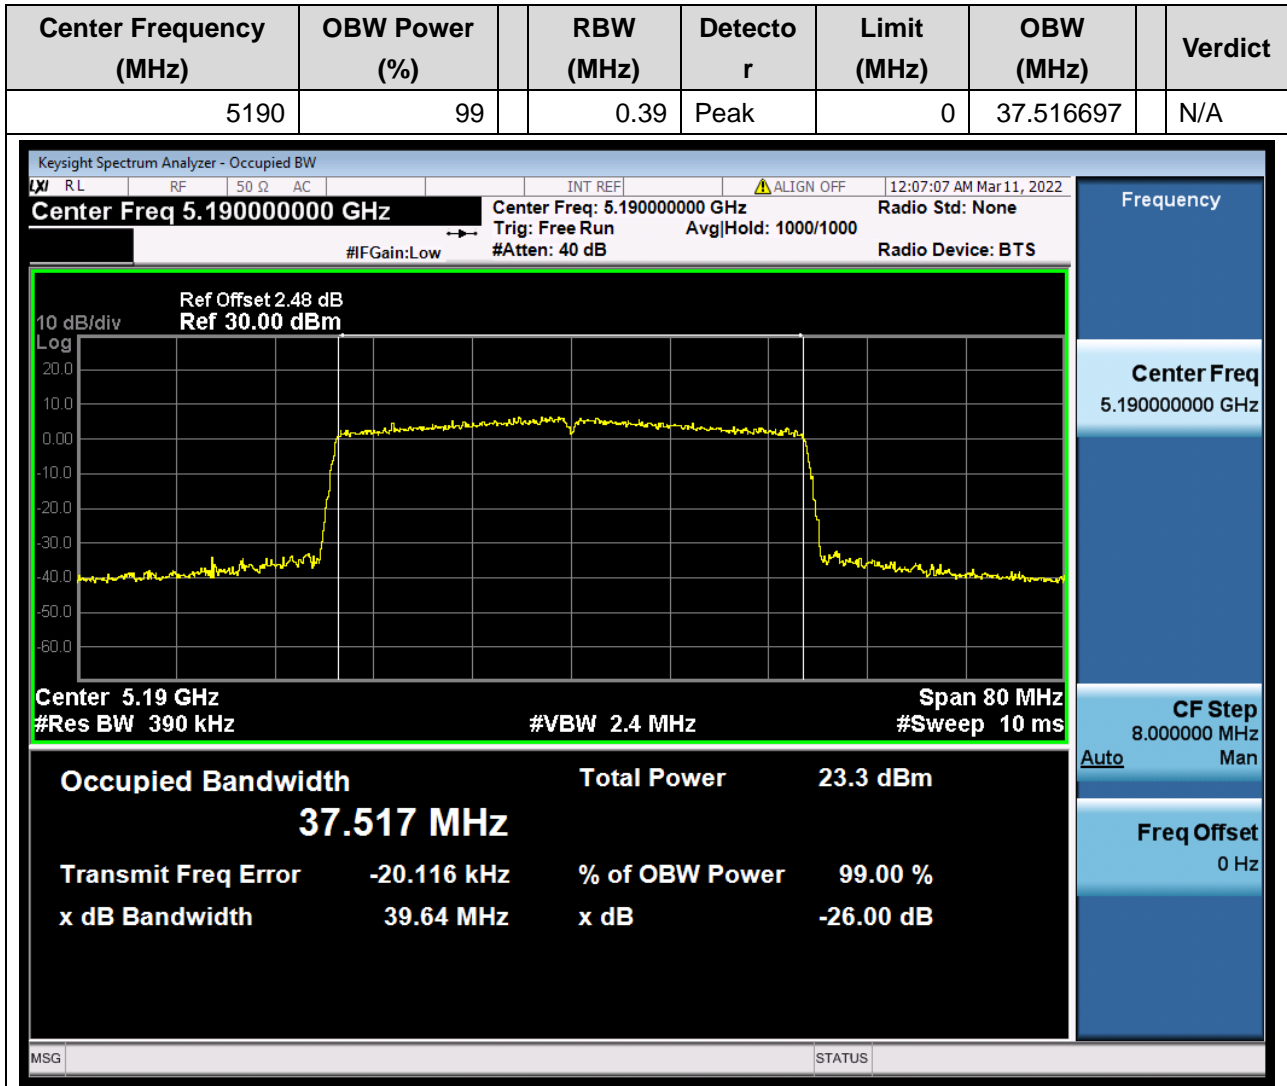 Center Frequency (MHz) OBW Power (%) RBW (MHz) Detecto r Limit (MHz) OBW (MHz) Verdict
5190 99 0.39 Peak 0 37.516697 N/A
Keysight Spectrum Analyzer - Occupied BW
LXI RL RF 50 Ω AC INT REF ALIGN OFF 12:07:07 AM Mar 11, 2022
Center Freq 5.190000000 GHz
Center Freq: 5.190000000 GHz
Radio Std: None
Trig: Free Run Avg|Hold: 1000/1000
#IFGain:Low #Atten: 40 dB Radio Device: BTS
Frequency
Ref Offset 2.48 dB
10 dB/div Ref 30.00 dBm
Log
20.0
10.0
0.00
-10.0
-20.0
-30.0
-40.0
-50.0
-60.0
Center 5.19 GHz Span 80 MHz
#Res BW 390 kHz #VBW 2.4 MHz #Sweep 10 ms
Center Freq
5.190000000 GHz
CF Step
8.000000 MHz
Auto Man
Freq Offset
0 Hz
Occupied Bandwidth Total Power 23.3 dBm
37.517 MHz
Transmit Freq Error -20.116 kHz % of OBW Power 99.00 %
x dB Bandwidth 39.64 MHz x dB -26.00 dB
MSG STATUS